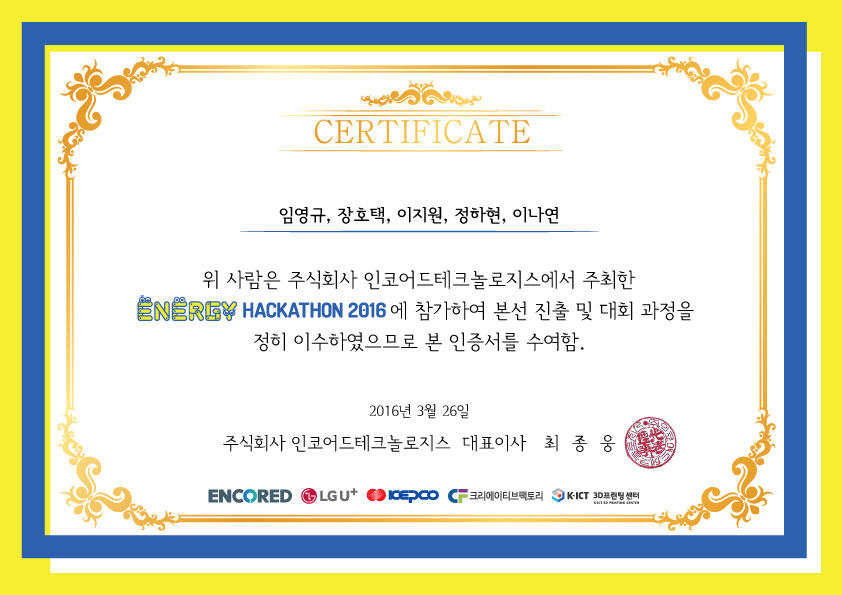 CERTIFICATE
임영규, 장호택, 이지원, 정하현, 이나연
위 사람은 주식회사 인코어드테크놀로지스에서 주최한
ENERGY HACKATHON 2016 에 참가하여 본선 진출 및 대회 과정을
정히 이수하였으므로 본 인증서를 수여함.
2016년 3월 26일
주식회사 인코어드테크놀로지스 대표이사 최 종 웅
ENCORED LG U+ KEPCO CF 크리에이티브팩토리 K-ICT 3D프린팅센터
K-ICT 3D PRINTING CENTER